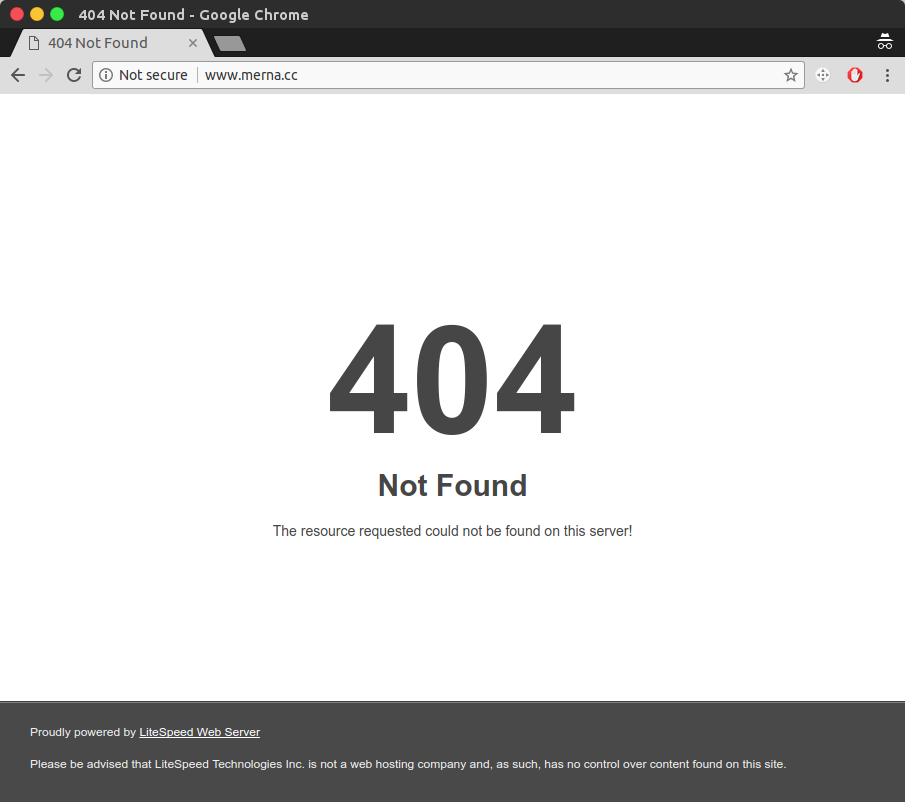 404 Not Found - Google Chrome
404 Not Found
Not secure www.merna.cc
404
Not Found
The resource requested could not be found on this server!
Proudly powered by LiteSpeed Web Server
Please be advised that LiteSpeed Technologies Inc. is not a web hosting company and, as such, has no control over content found on this site.